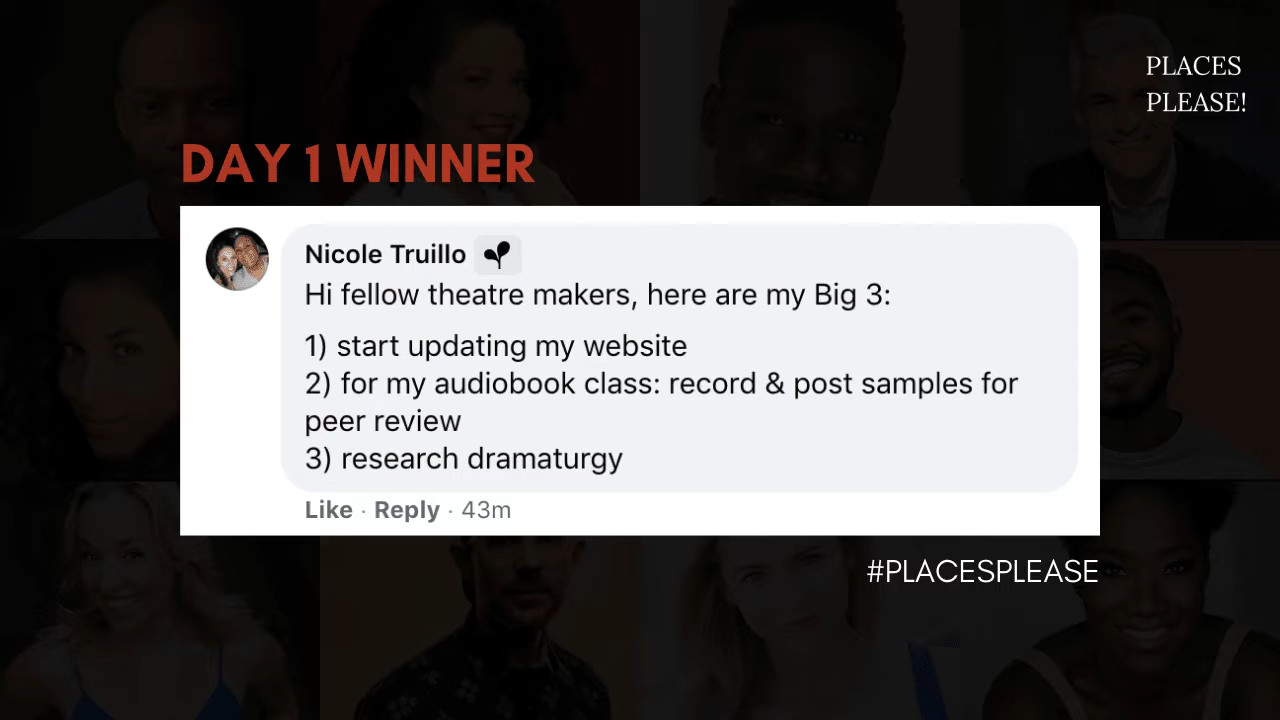 PLACES
PLEASE!
DAY 1 WINNER
Nicole Truillo
Hi fellow theatre makers, here are my Big 3:
1) start updating my website
2) for my audiobook class: record & post samples for
peer review
3) research dramaturgy
Like · Reply · 43m
#PLACESPLEASE